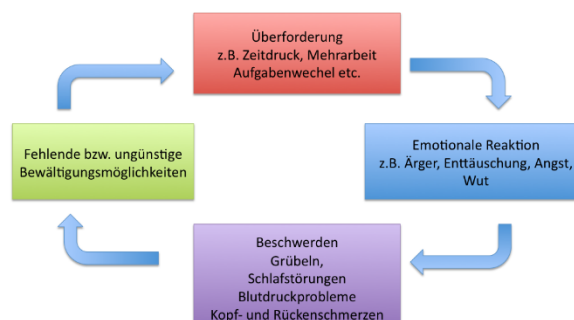 Überforderung
z.B. Zeitdruck, Mehrarbeit
Aufgabenwechel etc.
Emotionale Reaktion
z.B. Ärger, Enttäuschung, Angst,
Wut
Beschwerden
Grübeln,
Schlafstörungen
Blutdruckprobleme
Kopf- und Rückenschmerzen
Fehlende bzw. ungünstige
Bewältigungsmöglichkeiten